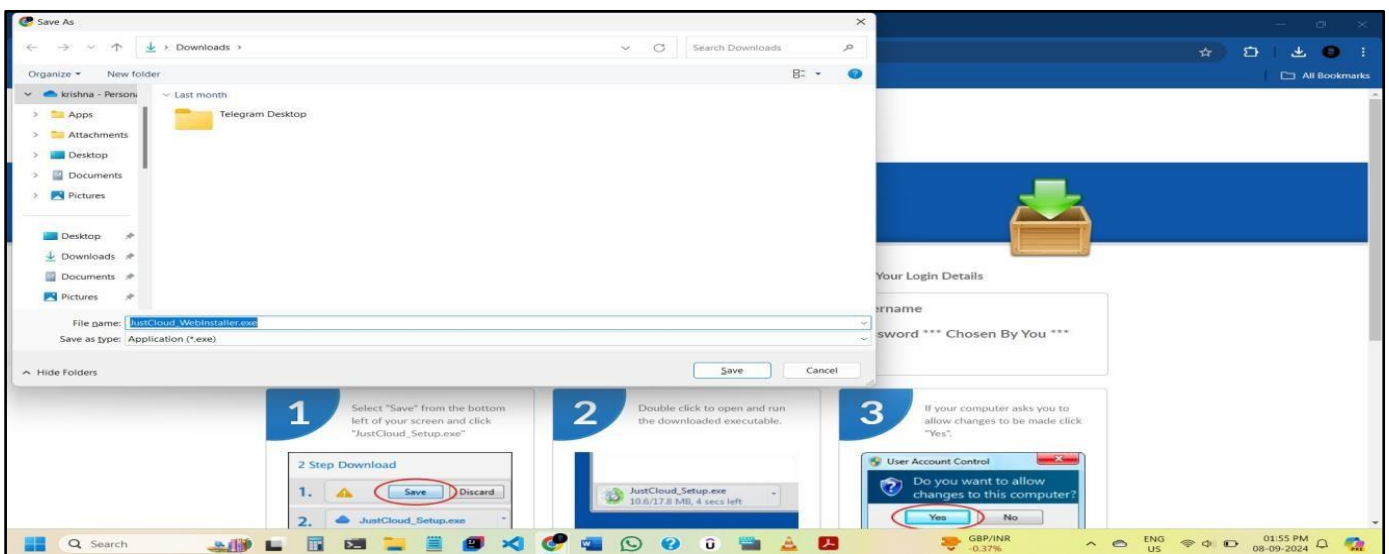 Save As
Downloads
Search Downloads
Organize
New folder
All Bookmarks
krishna - Persona
Last month
Apps
Telegram Desktop
Attachments
Desktop
Documents
Pictures
Desktop
Downloads
Documents
Pictures
Your Login Details
ername
sword *** Chosen By You ***
File name: JustCloud_WebInstaller.exe
Save as type: Application (*.exe)
Hide Folders
Save
Cancel
1
Select "Save" from the bottom
left of your screen and click
"JustCloud_Setup.exe"
2 Step Download
1. Save Discard
2. JustCloud_Setup.exe
2
Double click to open and run
the downloaded executable.
JustCloud_Setup.exe
10.6/17.8 MB, 4 secs left
3
If your computer asks you to
allow changes to be made click
"Yes".
User Account Control
Do you want to allow
changes to this computer?
Yes No
Search
GBP/INR
-0.37%
ENG
US
01:55 PM
08-09-2024